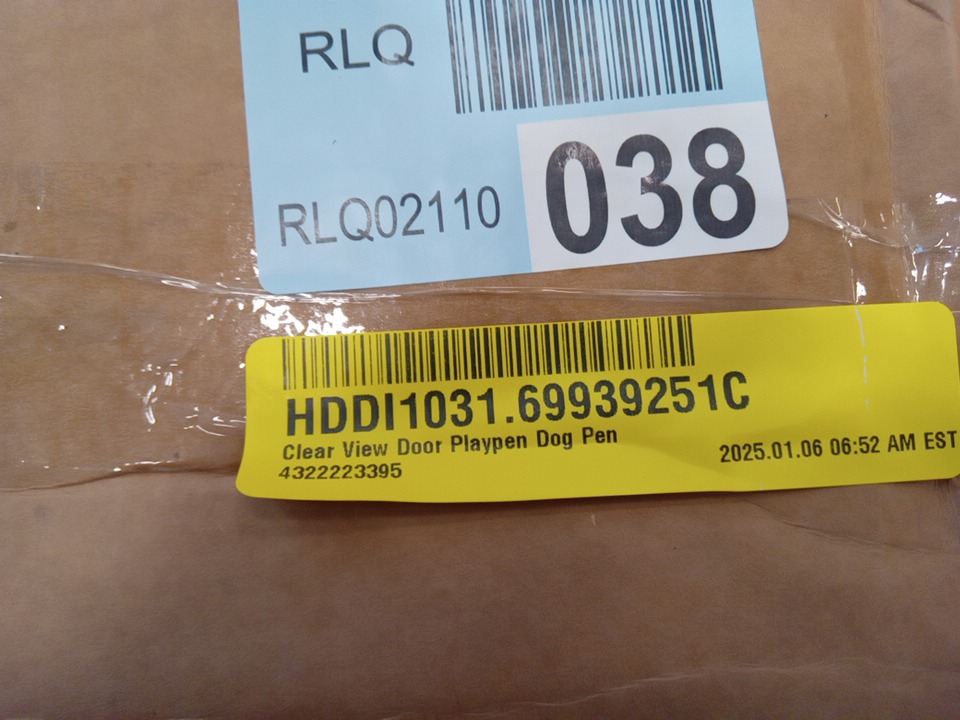 RLQ
RLQ02110
038
HDDI1031.69939251C
Clear View Door Playpen Dog Pen
4322223395
2025.01.06 06:52 AM EST